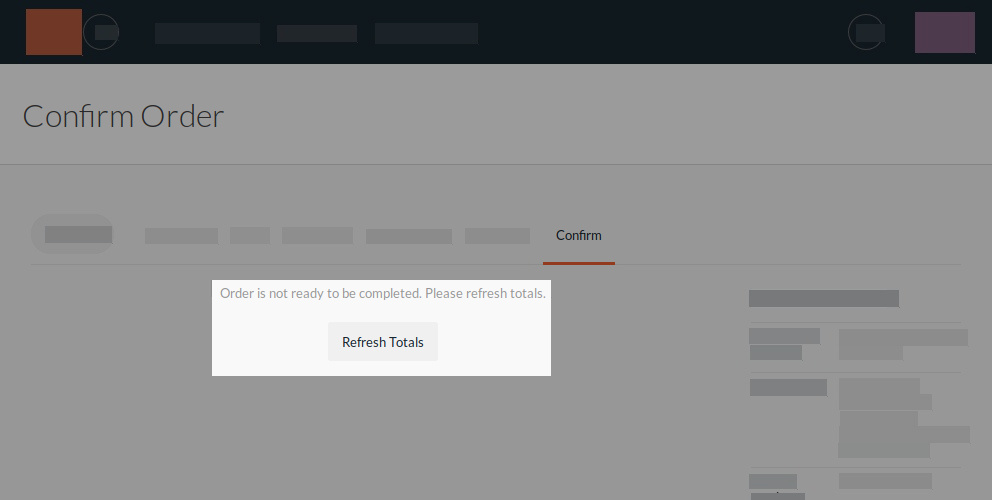 Confirm Order
Confirm
Order is not ready to be completed. Please refresh totals.
Refresh Totals